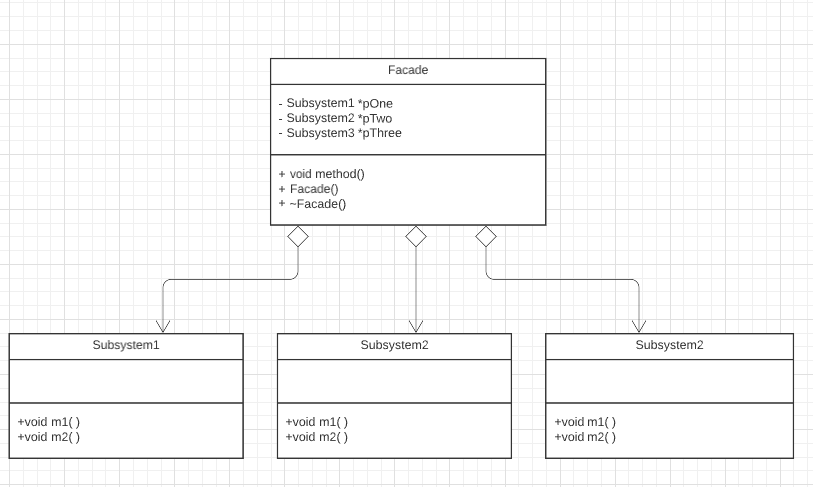 Facade
- Subsystem1 *pOne
- Subsystem2 *pTwo
- Subsystem3 *pThree
+ void method()
+ Facade()
+ ~Facade()
Subsystem1
+void m1( )
+void m2( )
Subsystem2
+void m1( )
+void m2( )
Subsystem2
+void m1( )
+void m2( )